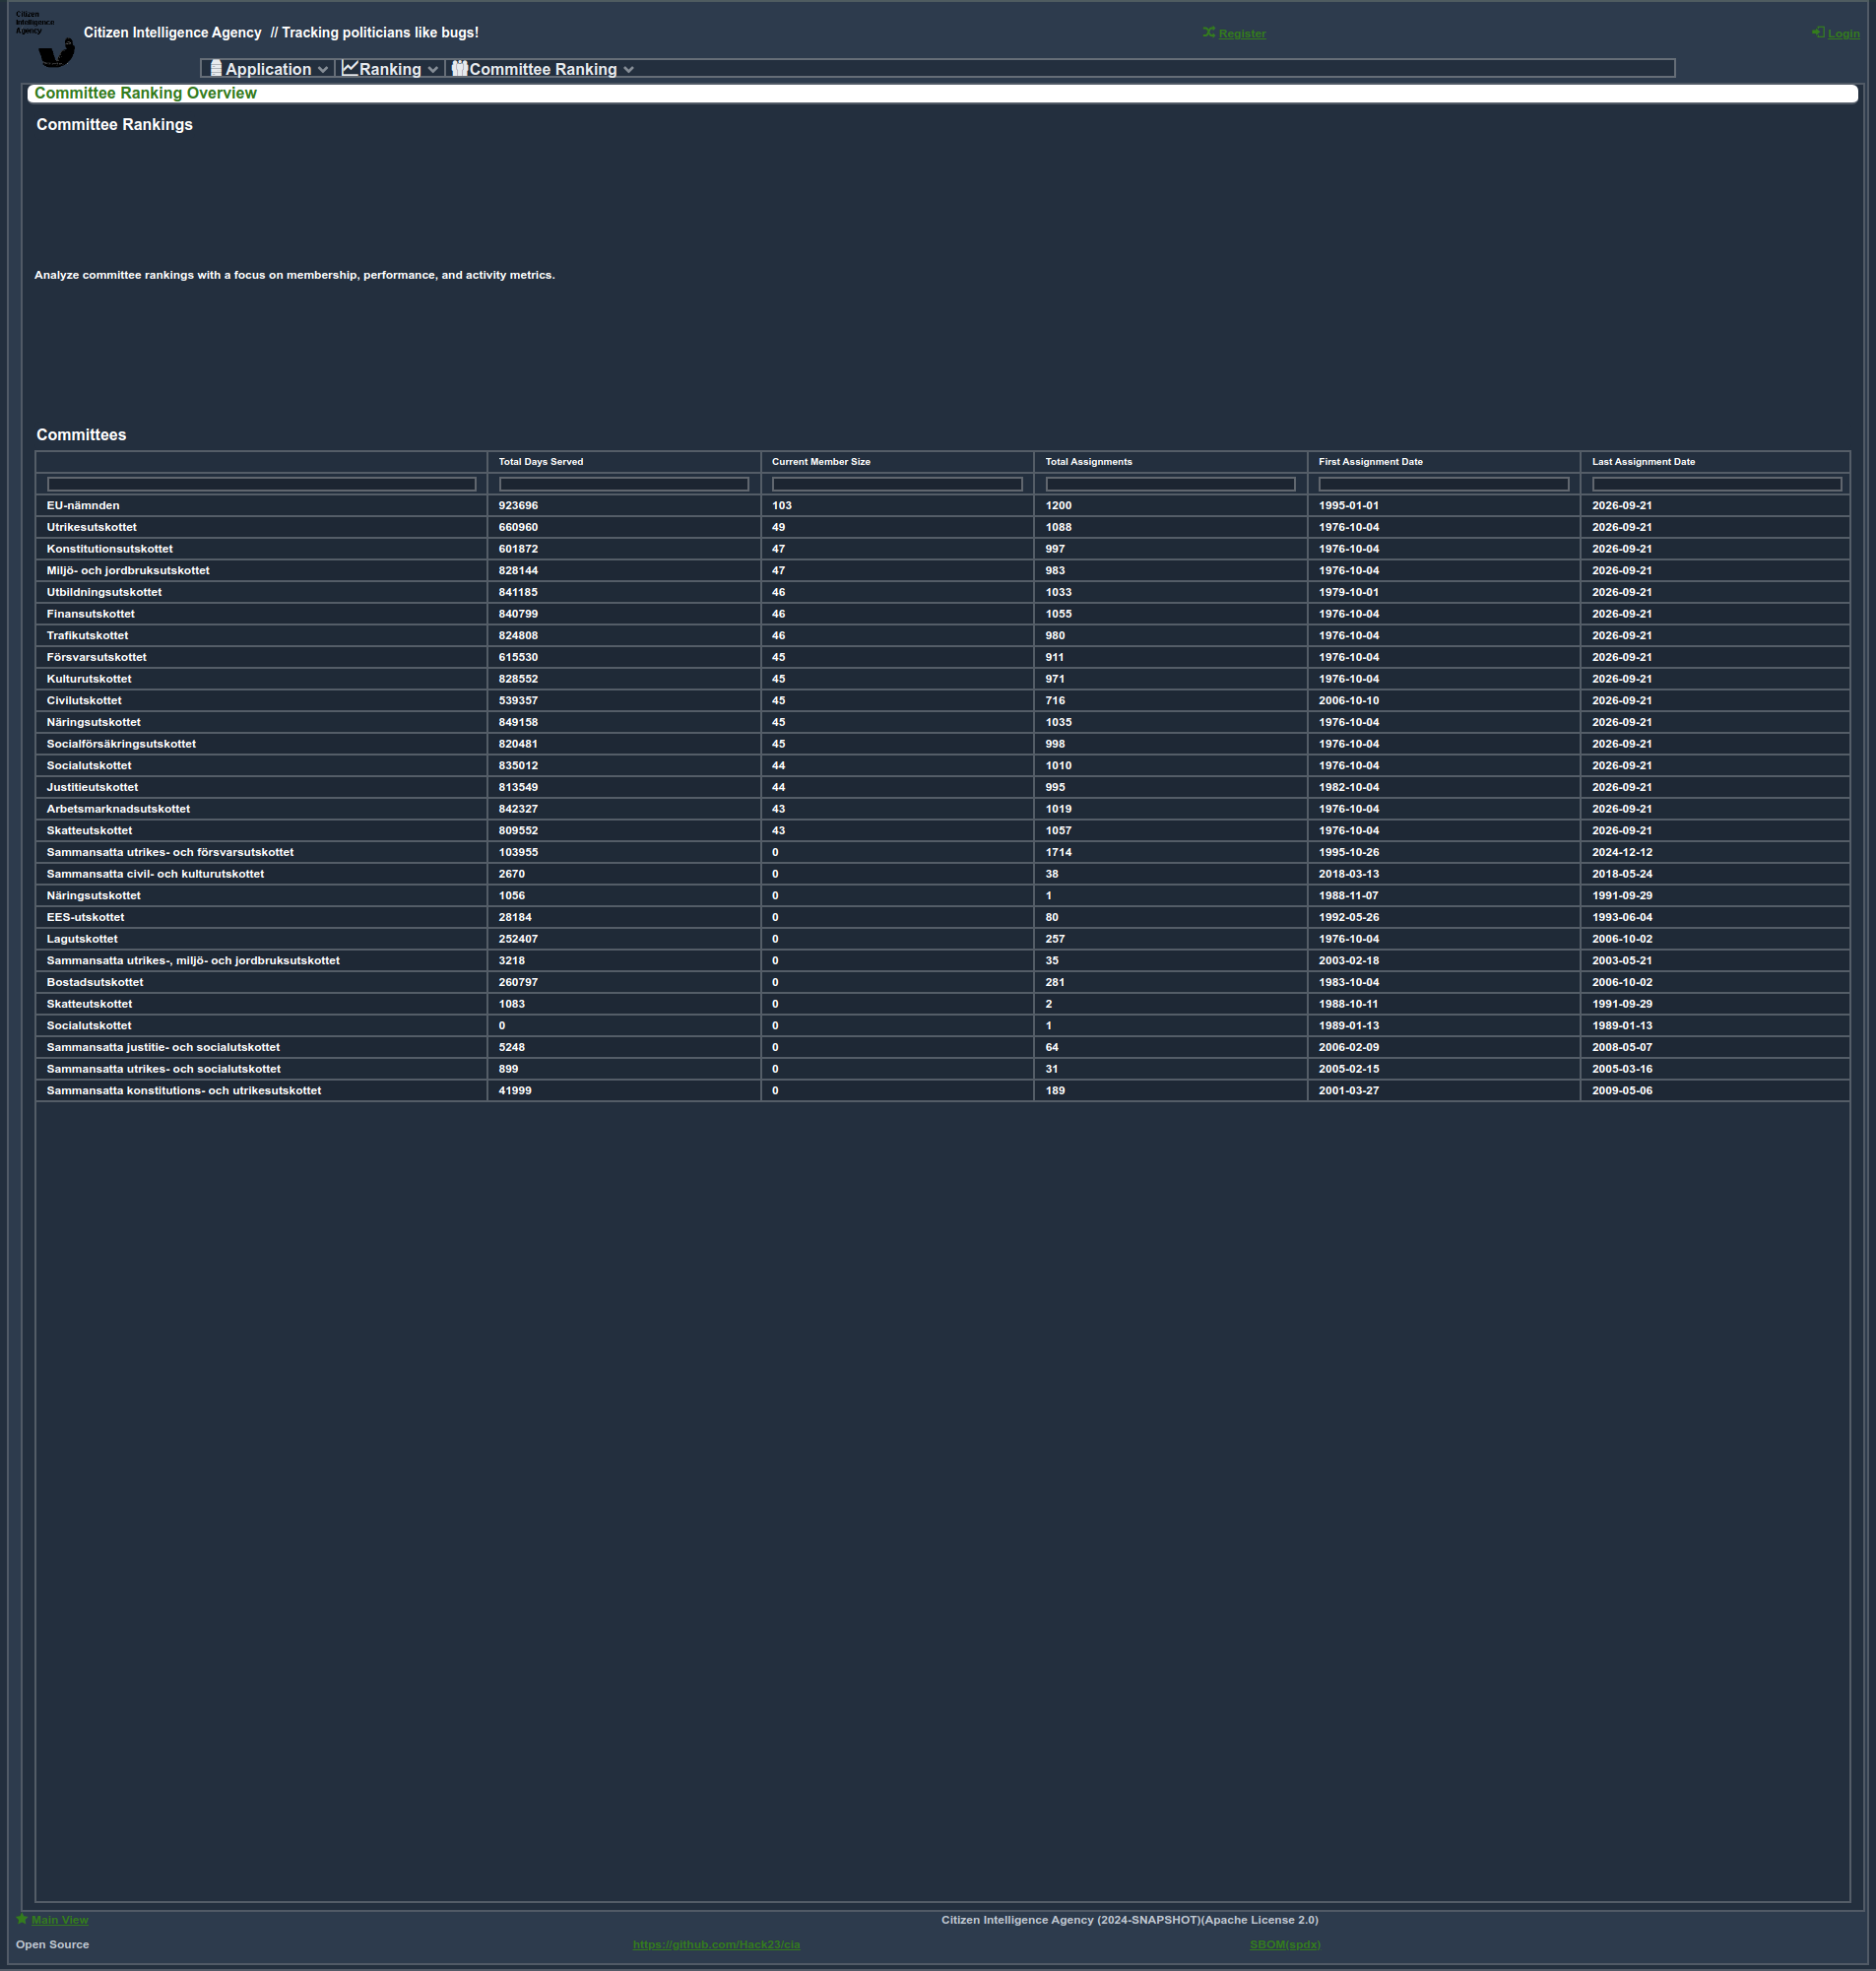 Citizen
Intelligence
Agency
Citizen Intelligence Agency // Tracking politicians like bugs!
Register
Login
Application
Ranking
Committee Ranking
Committee Ranking Overview
Committee Rankings
Analyze committee rankings with a focus on membership, performance, and activity metrics.
Committees
Total Days Served Current Member Size Total Assignments First Assignment Date Last Assignment Date
EU-nämnden 923696 103 1200 1995-01-01 2026-09-21
Utrikesutskottet 660960 49 1088 1976-10-04 2026-09-21
Konstitutionsutskottet 601872 47 997 1976-10-04 2026-09-21
Miljö- och jordbruksutskottet 828144 47 983 1976-10-04 2026-09-21
Utbildningsutskottet 841185 46 1033 1979-10-01 2026-09-21
Finansutskottet 840799 46 1055 1976-10-04 2026-09-21
Trafikutskottet 824808 46 980 1976-10-04 2026-09-21
Försvarsutskottet 615530 45 911 1976-10-04 2026-09-21
Kulturutskottet 828552 45 971 1976-10-04 2026-09-21
Civilutskottet 539357 45 716 2006-10-10 2026-09-21
Näringsutskottet 849158 45 1035 1976-10-04 2026-09-21
Socialförsäkringsutskottet 820481 45 998 1976-10-04 2026-09-21
Socialutskottet 835012 44 1010 1976-10-04 2026-09-21
Justitieutskottet 813549 44 995 1982-10-04 2026-09-21
Arbetsmarknadsutskottet 842327 43 1019 1976-10-04 2026-09-21
Skatteutskottet 809552 43 1057 1976-10-04 2026-09-21
Sammansatta utrikes- och försvarsutskottet 103955 0 1714 1995-10-26 2024-12-12
Sammansatta civil- och kulturutskottet 2670 0 38 2018-03-13 2018-05-24
Näringsutskottet 1056 0 1 1988-11-07 1991-09-29
EES-utskottet 28184 0 80 1992-05-26 1993-06-04
Lagutskottet 252407 0 257 1976-10-04 2006-10-02
Sammansatta utrikes-, miljö- och jordbruksutskottet 3218 0 35 2003-02-18 2003-05-21
Bostadsutskottet 260797 0 281 1983-10-04 2006-10-02
Skatteutskottet 1083 0 2 1988-10-11 1991-09-29
Socialutskottet 0 0 1 1989-01-13 1989-01-13
Sammansatta justitie- och socialutskottet 5248 0 64 2006-02-09 2008-05-07
Sammansatta utrikes- och socialutskottet 899 0 31 2005-02-15 2005-03-16
Sammansatta konstitutions- och utrikesutskottet 41999 0 189 2001-03-27 2009-05-06
Main View
Citizen Intelligence Agency (2024-SNAPSHOT)(Apache License 2.0)
Open Source
https://github.com/Hack23/cia
SBOM(spdx)